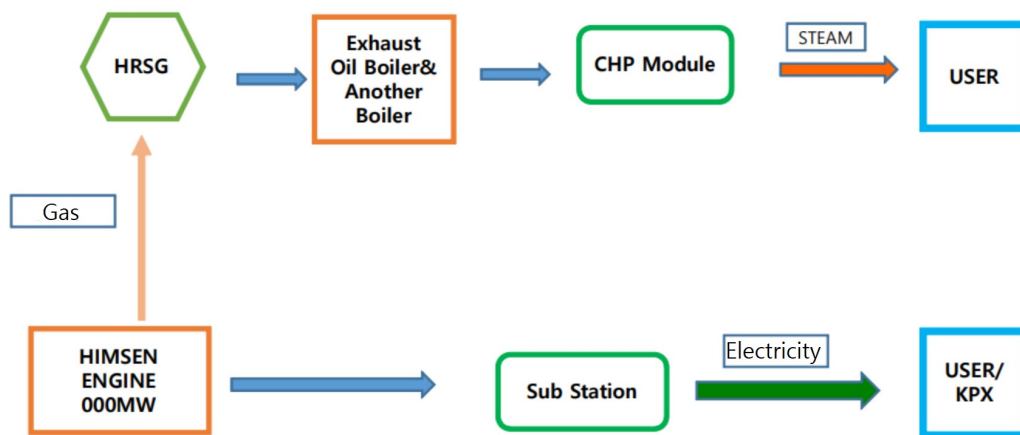 HRSG
Exhaust
Oil Boiler&
Another
Boiler
CHP Module
STEAM
USER
Gas
HIMSEN
ENGINE
000MW
Sub Station
Electricity
USER/
KPX